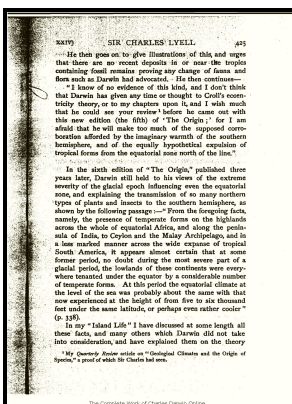 XXIV] SIR CHARLES LYELL 425
He then goes on to give illustrations of this, and urges
that there are no recent deposits in or near the tropics
containing fossil remains proving any change of fauna and
flora such as Darwin had advocated. He then continues—
"I know of no evidence of this kind, and I don't think
that Darwin has given any time or thought to Croll's eccen-
tricity theory, or to my chapters upon it, and I wish much
that he could see your review¹ before he came out with
this new edition (the fifth) of 'The Origin;' for I am
afraid that he will make too much of the supposed corro-
boration afforded by the imaginary warmth of the southern
hemisphere, and of the equally hypothetical expulsion of
tropical forms from the equatorial zone north of the line."
In the sixth edition of "The Origin," published three
years later, Darwin still held to his views of the extreme
severity of the glacial epoch influencing even the equatorial
zone, and explaining the transmission of so many northern
types of plants and insects to the southern hemisphere, as
shown by the following passage:—"From the foregoing facts,
namely, the presence of temperate forms on the highlands
across the whole of equatorial Africa, and along the penin-
sula of India, to Ceylon and the Malay Archipelago, and in
a less marked manner across the wide expanse of tropical
South America, it appears almost certain that at some
former period, no doubt during the most severe part of a
glacial period, the lowlands of these continents were every-
where tenanted under the equator by a considerable number
of temperate forms. At this period the equatorial climate at
the level of the sea was probably about the same with that
now experienced at the height from five to six thousand
feet under the same latitude, or perhaps even rather cooler"
(p. 338).
In my "Island Life" I have discussed at some length all
these facts, and many others which Darwin did not take
into consideration, and have explained them on the theory
¹ My Quarterly Review article on "Geological Climates and the Origin of
Species," a proof of which Sir Charles had seen.
The Complete Work of Charles Darwin Online